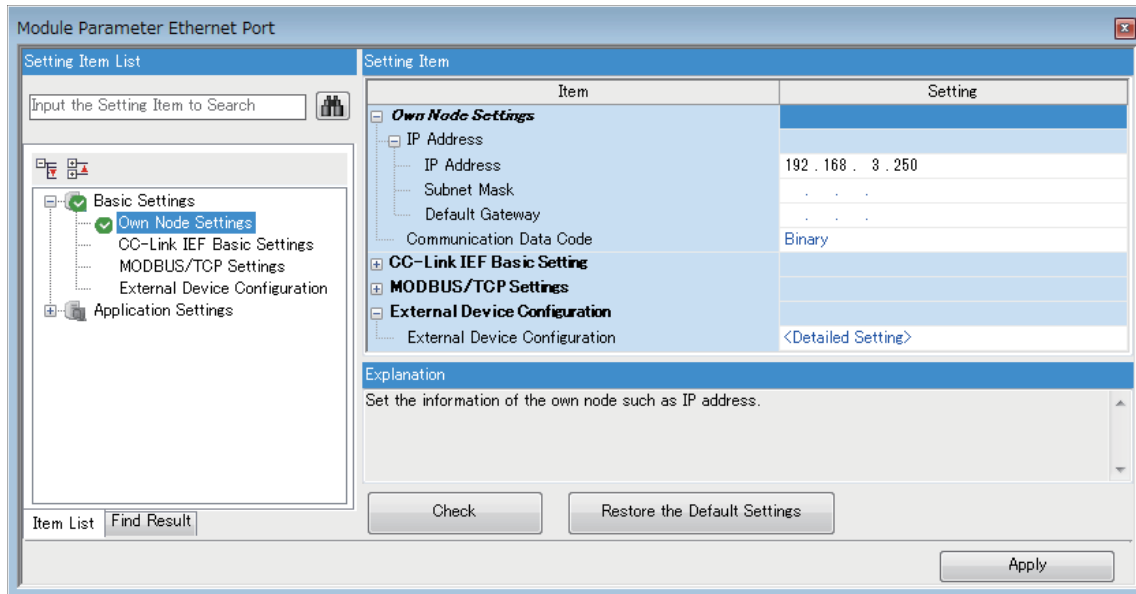 Module Parameter Ethernet Port
Setting Item List
Input the Setting Item to Search
Basic Settings
Own Node Settings
CC-Link IEF Basic Settings
MODBUS/TCP Settings
External Device Configuration
Application Settings
Item List
Find Result
Setting Item
Item Setting
Own Node Settings
IP Address
IP Address 192 . 168 . 3 . 250
Subnet Mask . . .
Default Gateway . . .
Communication Data Code Binary
CC-Link IEF Basic Setting
MODBUS/TCP Settings
External Device Configuration
External Device Configuration <Detailed Setting>
Explanation
Set the information of the own node such as IP address.
Check
Restore the Default Settings
Apply